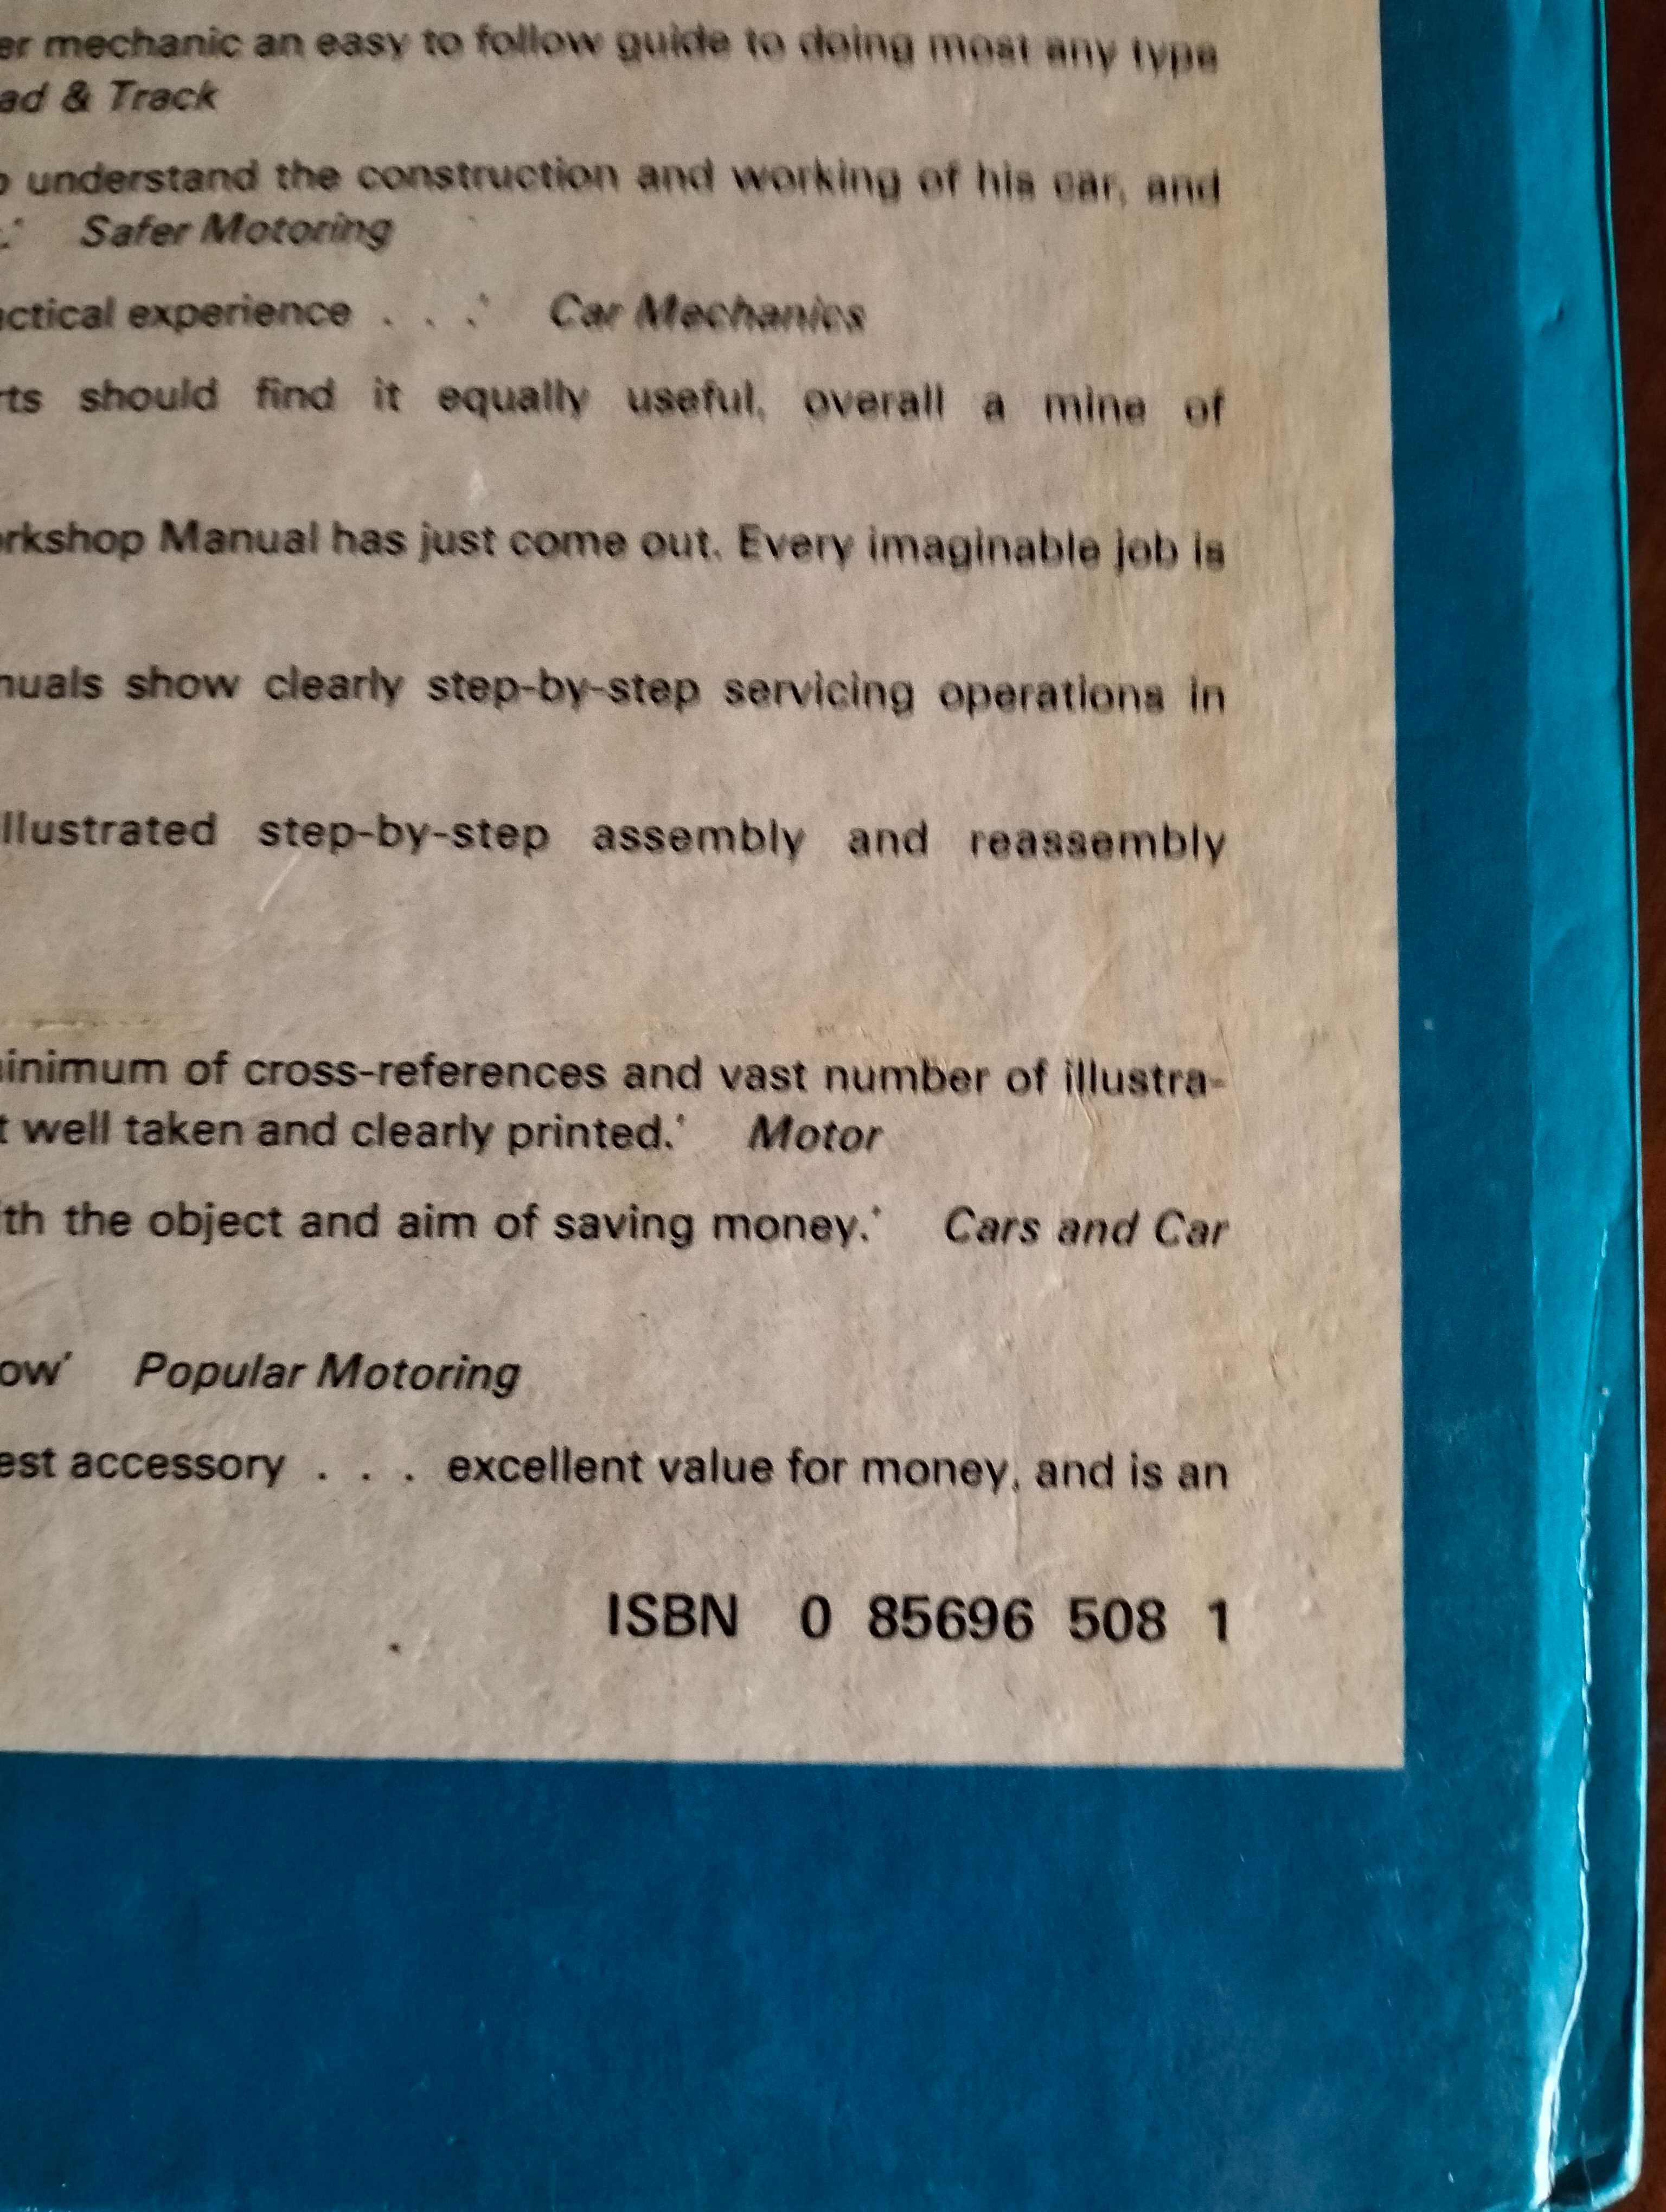 er mechanic an easy to follow guide to doing most any type
ad & Track
understand the construction and working of his car, and
.' Safer Motoring
actical experience . . .' Car Mechanics
rts should find it equally useful, overall a mine of
orkshop Manual has just come out. Every imaginable job is
nuals show clearly step-by-step servicing operations in
illustrated step-by-step assembly and reassembly
inimum of cross-references and vast number of illustra-
t well taken and clearly printed.' Motor
ith the object and aim of saving money.' Cars and Car
ow' Popular Motoring
est accessory . . . excellent value for money, and is an
ISBN 0 85696 508 1